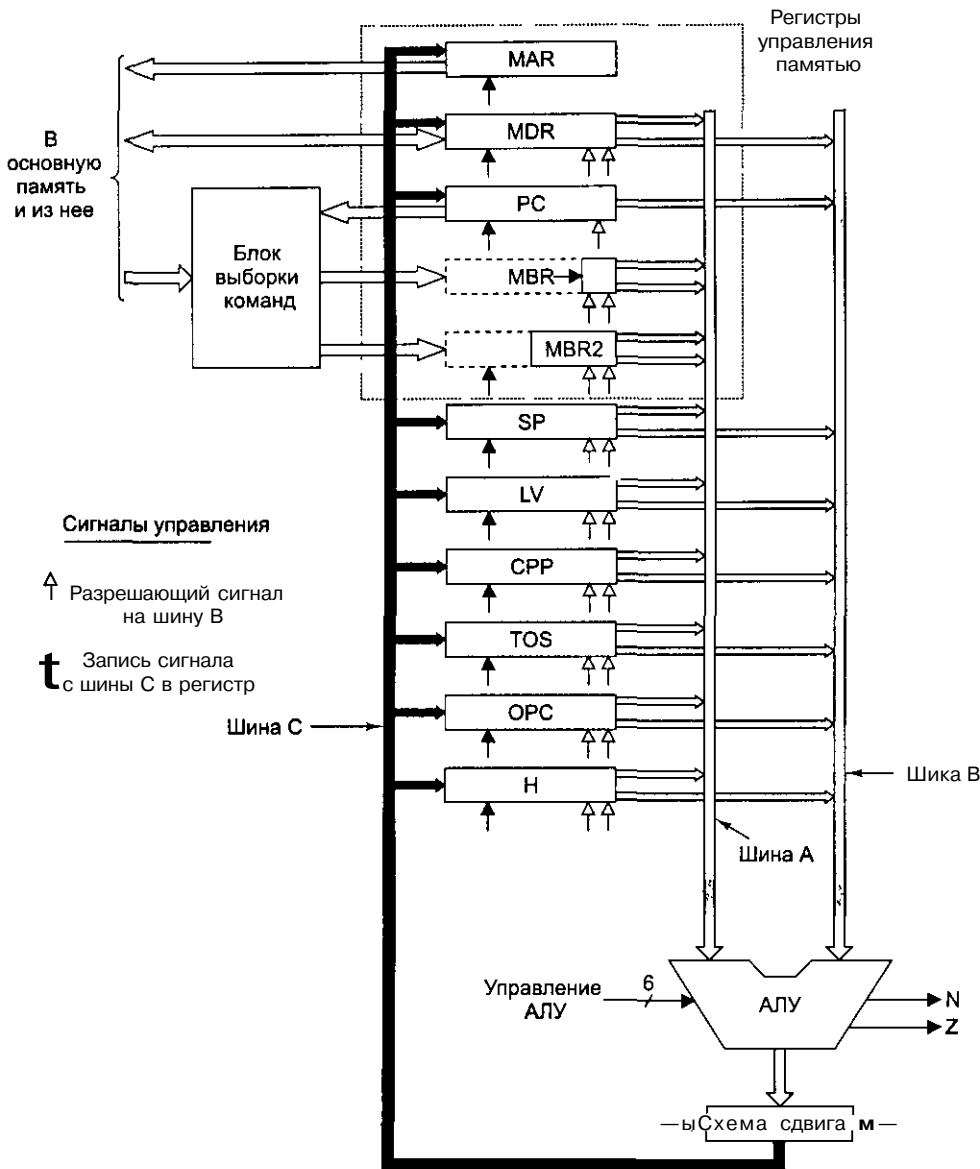 Регистры
управления
памятью
MAR
MDR
PC
MBR
MBR2
SP
LV
CPP
TOS
OPC
H
В
основную
память
и из нее
Блок
выборки
команд
Сигналы управления
Разрешающий сигнал
на шину В
t Запись сигнала
с шины С в регистр
Шина С
Шика В
Шина А
Управление
АЛУ
6
АЛУ
N
Z
—ыСхема сдвига м—